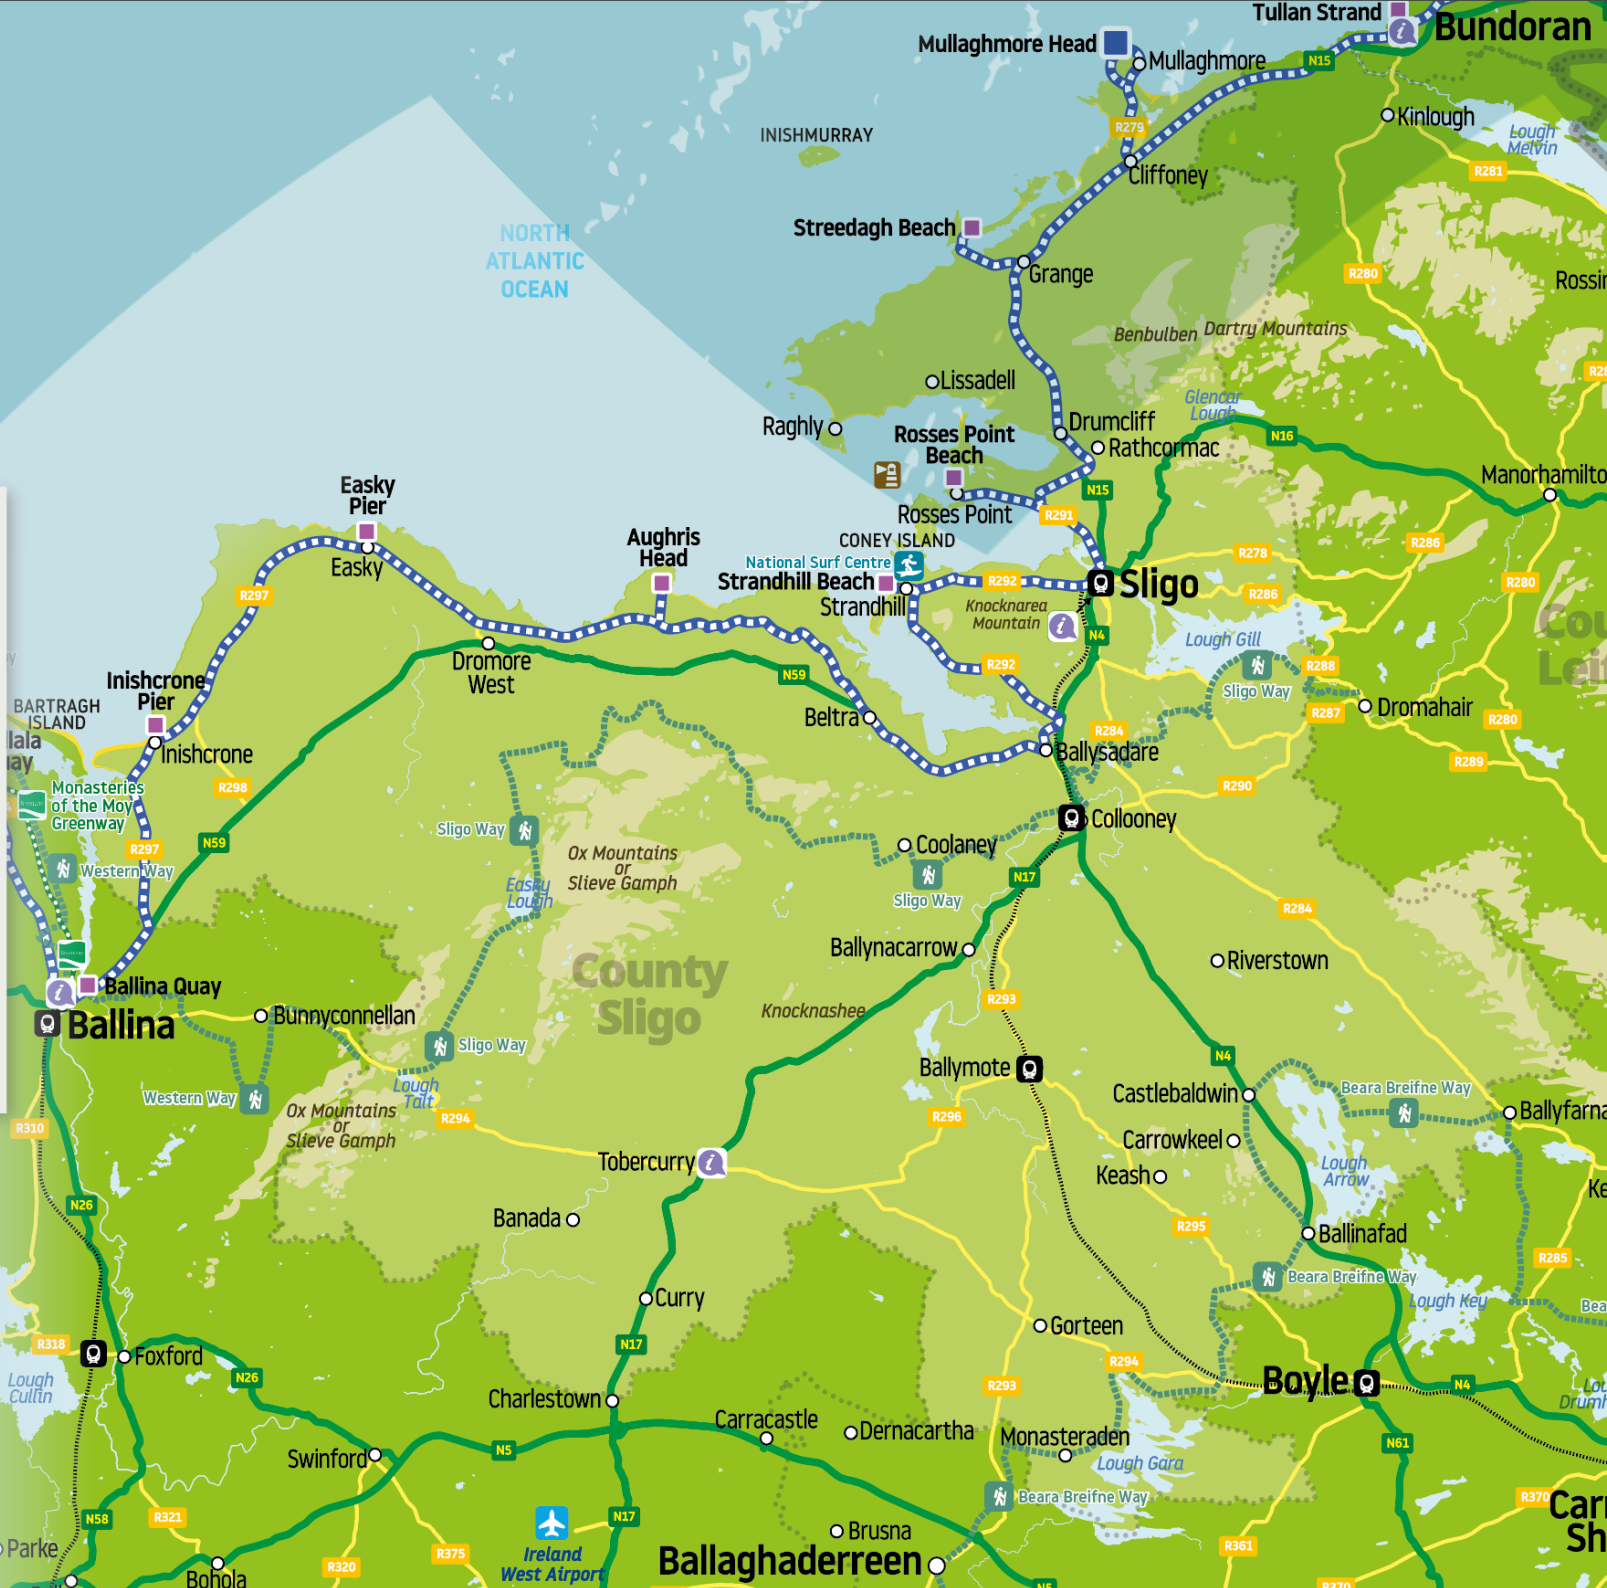 Tullan Strand
Bundoran
Mullaghmore Head
Mullaghmore
N15
Kinlough
Lough
Melvin
INISHMURRAY
R279
Cliffoney
R281
NORTH
ATLANTIC
OCEAN
Streedagh Beach
Grange
R280
Benbulben
Dartry Mountains
Lissadell
Glencar
Lough
Raghly
Drumcliff
Rathcormac
N16
Rosses Point
Beach
Manorhamilto
Easky
Pier
N15
Rosses Point
R291
Aughris
Head
CONEY ISLAND
National Surf Centre
Strandhill Beach
Strandhill
R292
Sligo
R278
R286
R286
R280
Easky
R297
Knocknarea
Mountain
N4
Lough Gill
Dromore
West
N59
R292
Sligo Way
R288
Inishcrone
Pier
BARTRAGH
ISLAND
Beltra
R287
Dromahair
R280
R284
Inishcrone
Ballysadare
R289
Monasteries
of the Moy
Greenway
R298
R290
Sligo Way
N59
R297
Western Way
Coolaney
Collooney
Ox Mountains
or
Slieve Gamph
Easky
Lough
Sligo Way
N17
R284
Ballynacarrow
Riverstown
County
Sligo
Ballina Quay
Ballina
Bunnyconnellan
Knocknashee
R293
Sligo Way
N4
Ballymote
Western Way
Lough
Talt
Castlebaldwin
Beara Breifne Way
Ballyfarna
Ox Mountains
or
Slieve Gamph
R310
R294
R296
Carrowkeel
Tobercurry
Keash
Lough
Arrow
N26
Banada
R295
Ballinafad
R285
Beara Breifne Way
Lough Key
Curry
Gorteen
N17
R318
Foxford
R294
N26
Boyle
N4
Lough
Cullin
R293
Charlestown
Carracastle
Dernacartha
Monasteraden
N61
N5
Swinford
Lough Gara
Beara Breifne Way
R370
N58
R321
N17
Brusna
Parke
R375
Ireland
West Airport
Ballaghaderreen
R361
R320
Bohola
N5
R370